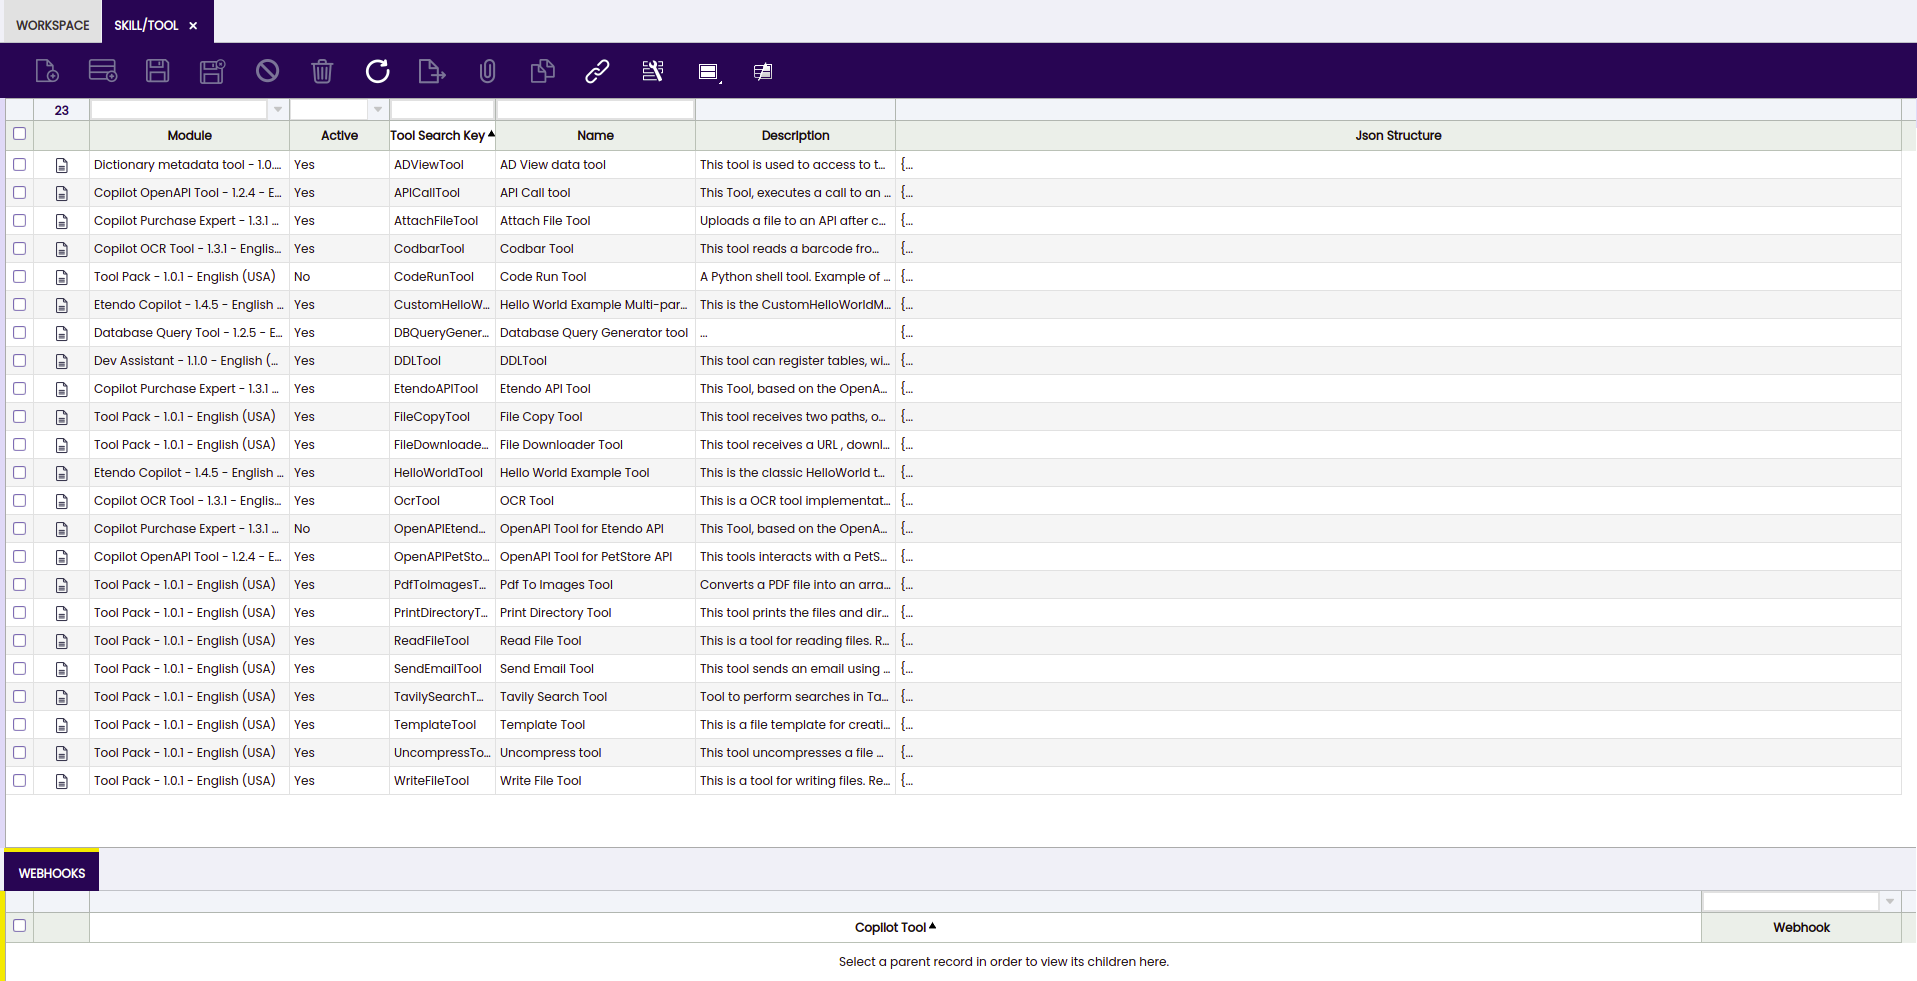 WORKSPACE SKILL/TOOL ×
23
Module Active Tool Search Key Name Description Json Structure
Dictionary metadata tool - 1.0.... Yes ADViewTool AD View data tool This tool is used to access to t... {...
Copilot OpenAPI Tool - 1.2.4 - E... Yes APICallTool API Call tool This Tool, executes a call to an ... {...
Copilot Purchase Expert - 1.3.1 ... Yes AttachFileTool Attach File Tool Uploads a file to an API after c... {...
Copilot OCR Tool - 1.3.1 - Englis... Yes CodbarTool Codbar Tool This tool reads a barcode fro... {...
Tool Pack - 1.0.1 - English (USA) No CodeRunTool Code Run Tool A Python shell tool. Example of ... {...
Etendo Copilot - 1.4.5 - English ... Yes CustomHelloW... Hello World Example Multi-par... This is the CustomHelloWorldM... {...
Database Query Tool - 1.2.5 - E... Yes DBQueryGener... Database Query Generator tool ... {...
Dev Assistant - 1.1.0 - English (... Yes DDLTool DDLTool This tool can register tables, wi... {...
Copilot Purchase Expert - 1.3.1 ... Yes EtendoAPITool Etendo API Tool This Tool, based on the OpenA... {...
Tool Pack - 1.0.1 - English (USA) Yes FileCopyTool File Copy Tool This tool receives two paths, o... {...
Tool Pack - 1.0.1 - English (USA) Yes FileDownloade... File Downloader Tool This tool receives a URL , downl... {...
Etendo Copilot - 1.4.5 - English ... Yes HelloWorldTool Hello World Example Tool This is the classic HelloWorld t... {...
Copilot OCR Tool - 1.3.1 - Englis... Yes OcrTool OCR Tool This is a OCR tool implementat... {...
Copilot Purchase Expert - 1.3.1 ... No OpenAPIEtend... OpenAPI Tool for Etendo API This Tool, based on the OpenA... {...
Copilot OpenAPI Tool - 1.2.4 - E... Yes OpenAPIPetSto... OpenAPI Tool for PetStore API This tools interacts with a PetS... {...
Tool Pack - 1.0.1 - English (USA) Yes PdfToImagesT... Pdf To Images Tool Converts a PDF file into an arra... {...
Tool Pack - 1.0.1 - English (USA) Yes PrintDirectoryT... Print Directory Tool This tool prints the files and dir... {...
Tool Pack - 1.0.1 - English (USA) Yes ReadFileTool Read File Tool This is a tool for reading files. R... {...
Tool Pack - 1.0.1 - English (USA) Yes SendEmailTool Send Email Tool This tool sends an email using ... {...
Tool Pack - 1.0.1 - English (USA) Yes TavilySearchT... Tavily Search Tool Tool to perform searches in Ta... {...
Tool Pack - 1.0.1 - English (USA) Yes TemplateTool Template Tool This is a file template for creati... {...
Tool Pack - 1.0.1 - English (USA) Yes UncompressTo... Uncompress tool This tool uncompresses a file ... {...
Tool Pack - 1.0.1 - English (USA) Yes WriteFileTool Write File Tool This is a tool for writing files. Re... {...
WEBHOOKS
Copilot Tool Webhook
Select a parent record in order to view its children here.